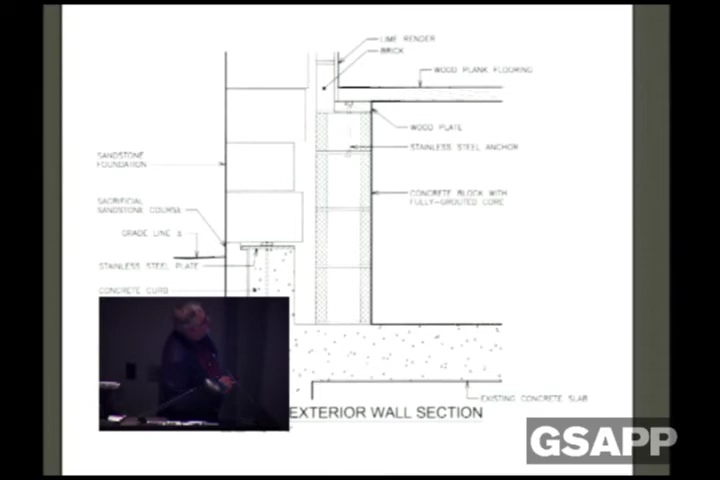 LIME RENDER
BRICK
WOOD PLANK FLOORING
WOOD PLATE
STAINLESS STEEL ANCHOR
SANDSTONE
FOUNDATION
CONCRETE BLOCK WITH
FULLY-GROUTED CORE
SACRIFICIAL
SANDSTONE COURSE
GRADE LINE ±
STAINLESS STEEL PLATE
CONCRETE CURB
EXISTING CONCRETE SLAB
EXTERIOR WALL SECTION
GSAPP